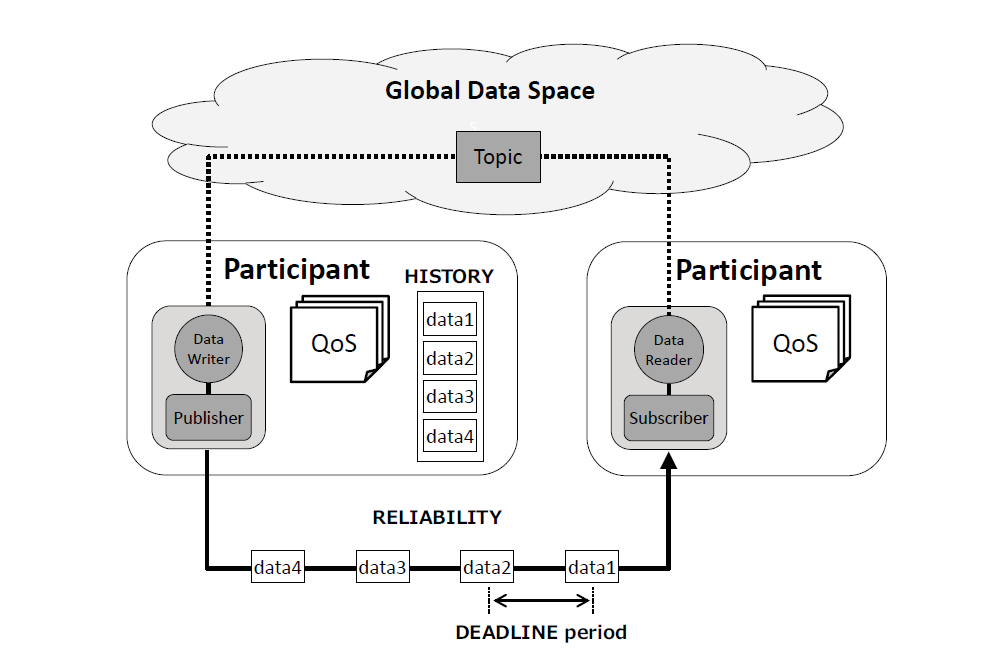 Global Data Space
Topic
Participant
HISTORY
data1
data2
data3
data4
QoS
Data
Writer
Publisher
Participant
QoS
Data
Reader
Subscriber
RELIABILITY
data4
data3
data2
data1
DEADLINE period